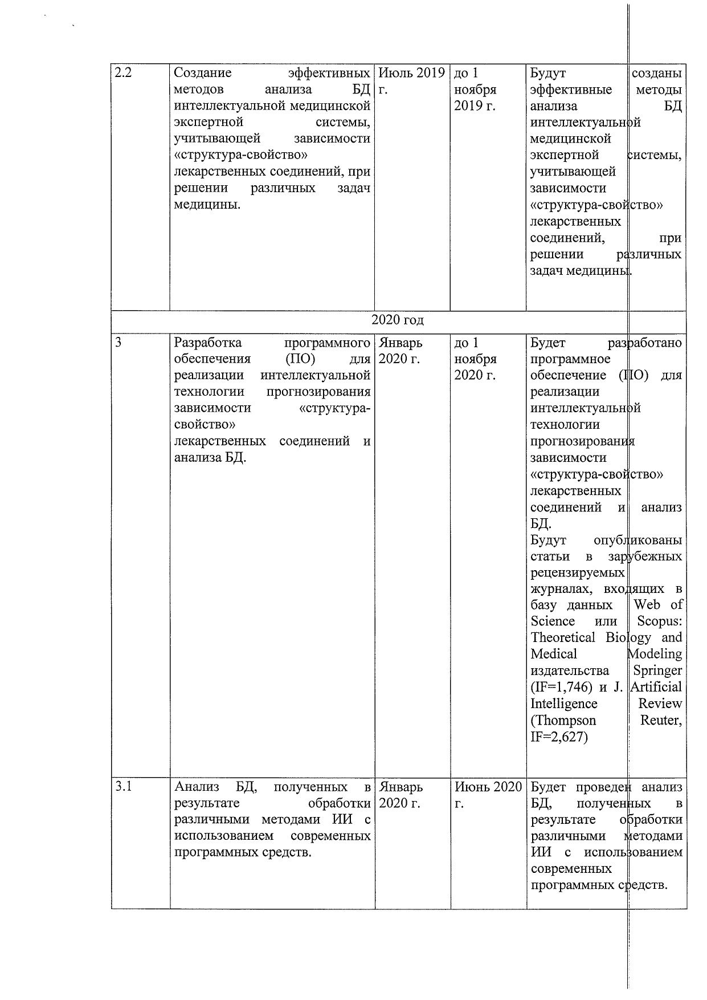 2.2
Создание эффективных
методов анализа БД
интеллектуальной медицинской
экспертной системы,
учитывающей зависимости
«структура-свойство»
лекарственных соединений, при
решении различных задач
медицины.
Июль 2019
г.
до 1
ноября
2019 г.
Будут созданы
эффективные методы
анализа БД
интеллектуальной
медицинской
экспертной системы,
учитывающей
зависимости
«структура-свойство»
лекарственных
соединений, при
решении различных
задач медицины.
2020 год
3
Разработка программного
обеспечения (ПО) для
реализации интеллектуальной
технологии прогнозирования
зависимости «структура-
свойство»
лекарственных соединений и
анализа БД.
Январь
2020 г.
до 1
ноября
2020 г.
Будет разработано
программное
обеспечение (ПО) для
реализации
интеллектуальной
технологии
прогнозирования
зависимости
«структура-свойство»
лекарственных
соединений и анализ
БД.
Будут опубликованы
статьи в зарубежных
рецензируемых
журналах, входящих в
базу данных Web of
Science или Scopus:
Theoretical Biology and
Medical Modeling
издательства Springer
(IF=1,746) и J. Artificial
Intelligence Review
(Thompson Reuter,
IF=2,627)
3.1
Анализ БД, полученных в
результате обработки
различными методами ИИ с
использованием современных
программных средств.
Январь
2020 г.
Июнь 2020
г.
Будет проведен анализ
БД, полученных в
результате обработки
различными методами
ИИ с использованием
современных
программных средств.